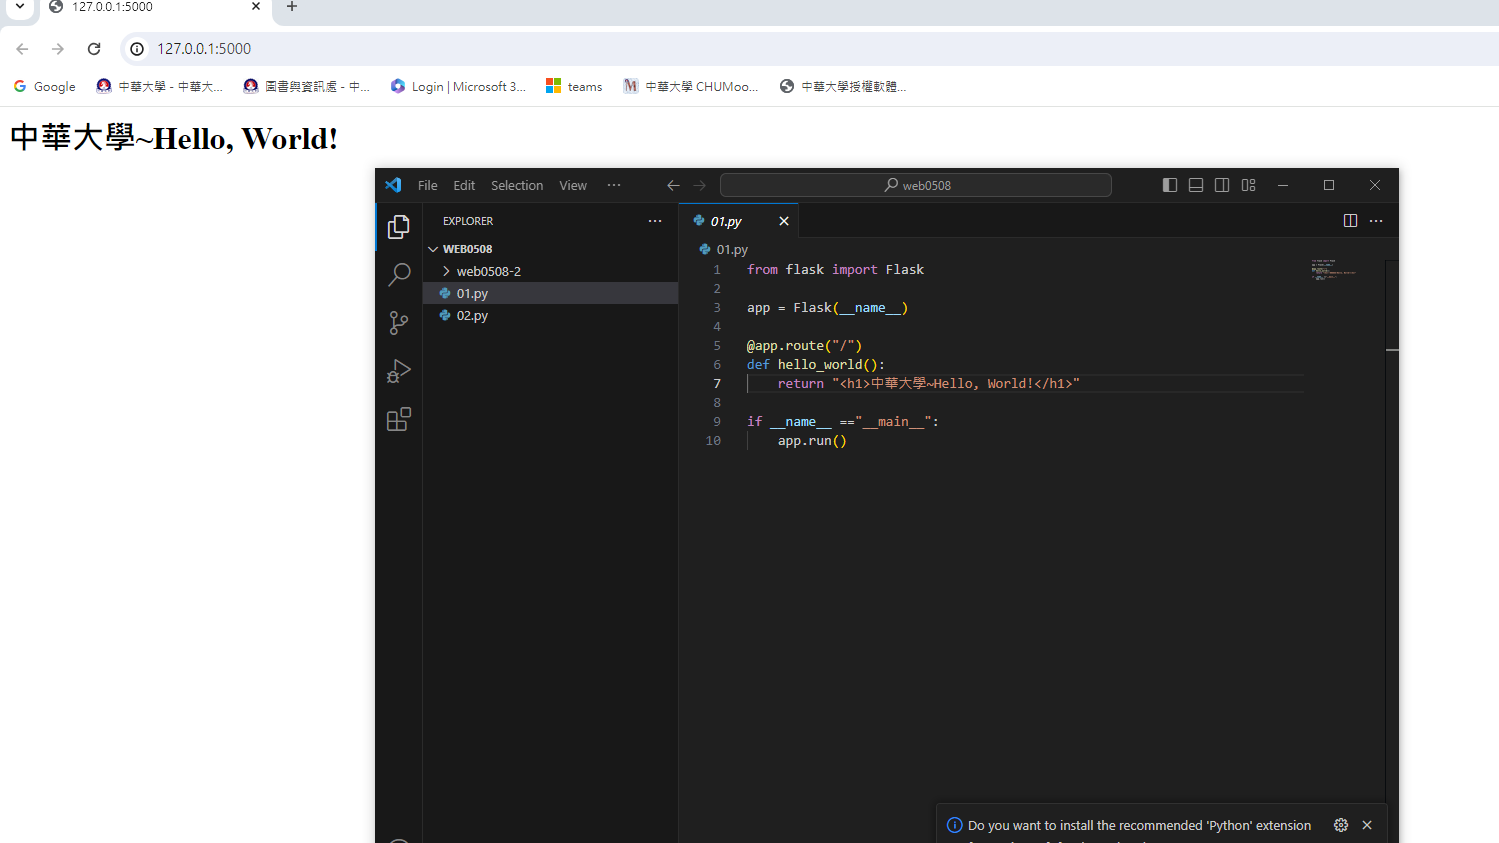 127.0.0.1:5000
127.0.0.1:5000
Google 中華大學 - 中華大... 圖書與資訊處 - 中... Login | Microsoft 3... teams 中華大學 CHUMoo... 中華大學授權軟體...
中華大學~Hello, World!
File Edit Selection View ... web0508
EXPLORER ...
01.py
WEB0508
01.py
web0508-2
01.py
02.py
1 from flask import Flask
2
3 app = Flask(__name__)
4
5 @app.route("/")
6 def hello_world():
7 return "<h1>中華大學~Hello, World!</h1>"
8
9 if __name__ =="__main__":
10 app.run()
Do you want to install the recommended 'Python' extension